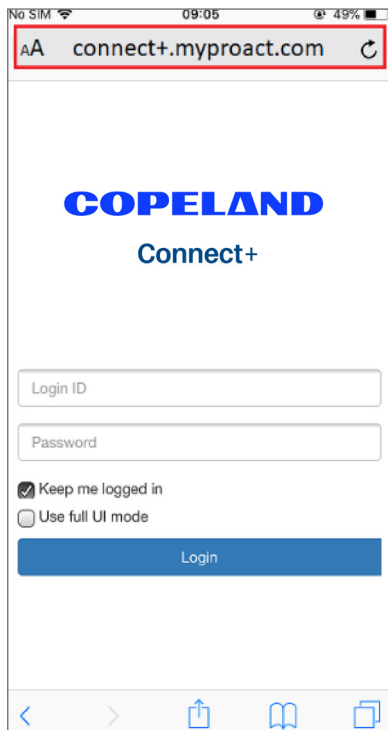 No SIM 09:05 49%
AA connect+.myproact.com
COPELAND
Connect+
Login ID
Password
Keep me logged in
Use full UI mode
Login